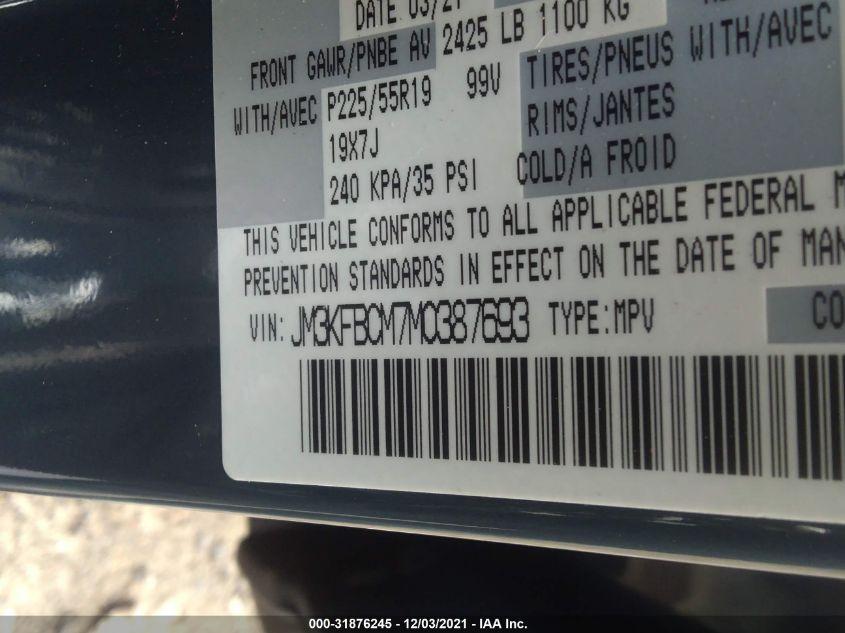 DATE 03/21
FRONT GAWR/PNBE AV 2425 LB 1100 KG
WITH/AVEC P225/55R19 99V TIRES/PNEUS WITH/AVEC
19X7J RIMS/JANTES
240 KPA/35 PSI COLD/A FROID
THIS VEHICLE CONFORMS TO ALL APPLICABLE FEDERAL M
PREVENTION STANDARDS IN EFFECT ON THE DATE OF MAN
VIN: JM3KFBCM7M0387693 TYPE:MPV CO
000-31876245 - 12/03/2021 - IAA Inc.